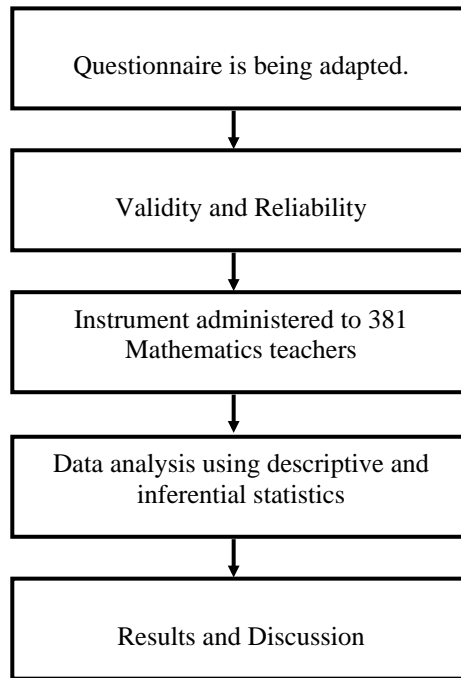 Questionnaire is being adapted.
Validity and Reliability
Instrument administered to 381
Mathematics teachers
Data analysis using descriptive and
inferential statistics
Results and Discussion